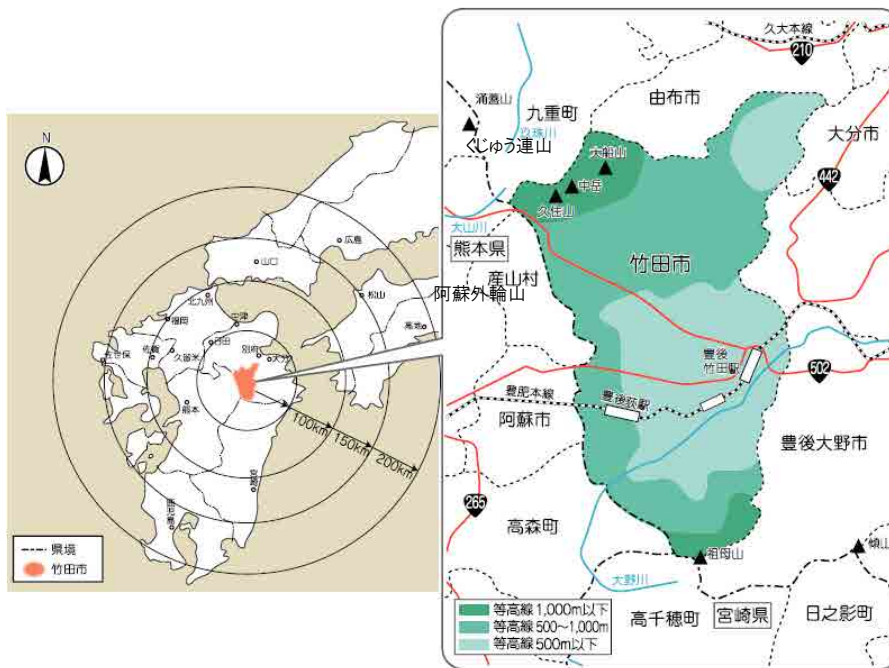 N
広島
山口
松山
高知
北九州
福岡
中津
日田
別府
大分
佐世保
佐賀
久留米
熊本
宮崎
鹿児島
100km
150km
200km
県境
竹田市
久大本線
210
涌蓋山
九重町
由布市
玖珠川
くじゅう連山
大船山
大分市
中岳
久住山
442
大山川
熊本県
竹田市
産山村
阿蘇外輪山
豊後
竹田駅
502
豊肥本線
豊後荻駅
阿蘇市
豊後大野市
265
高森町
祖母山
傾山
大野川
高千穂町
宮崎県
日之影町
等高線 1,000m以下
等高線 500～1,000m
等高線 500m以下